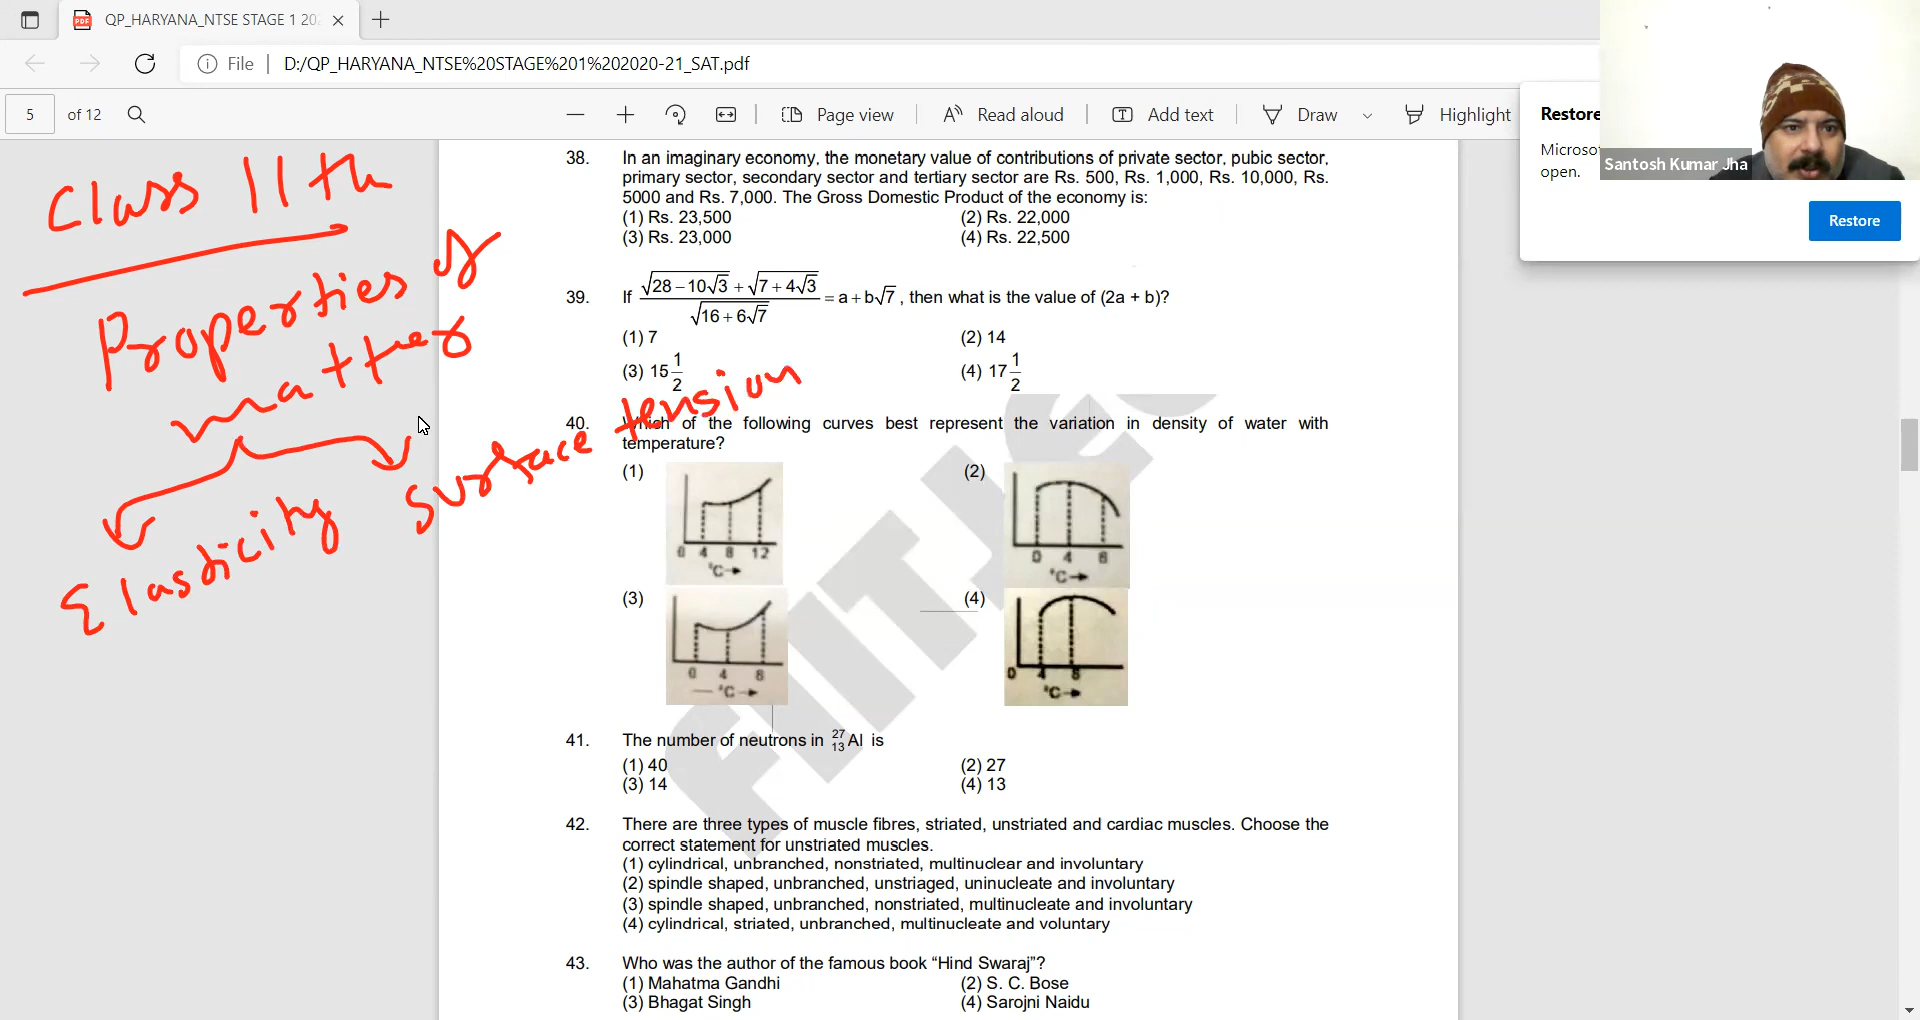 QP_HARYANA_NTSE STAGE 1 20
File
D:/QP_HARYANA_NTSE%20STAGE%201%202020-21_SAT.pdf
5 of 12
Page view
Read aloud
Add text
Draw
Highlight
Restore
Microso
open.
Restore
Santosh Kumar Jha
Class 11th
Properties of
matter
Elasticity
Surface tension
38. In an imaginary economy, the monetary value of contributions of private sector, pubic sector,
primary sector, secondary sector and tertiary sector are Rs. 500, Rs. 1,000, Rs. 10,000, Rs.
5000 and Rs. 7,000. The Gross Domestic Product of the economy is:
(1) Rs. 23,500 (2) Rs. 22,000
(3) Rs. 23,000 (4) Rs. 22,500
39. If (√(28 − 10√3) + √(7 + 4√3)) / √(16 + 6√7) = a + b√7, then what is the value of (2a + b)?
(1) 7 (2) 14
(3) 15 1/2 (4) 17 1/2
40. Which of the following curves best represent the variation in density of water with
temperature?
(1) (2)
0 4 8 12
°C→
0 4 8
°C→
(3) (4)
0 4 8
°C→
0 4 8
°C→
FIITJEE
41. The number of neutrons in 27 13 Al is
(1) 40 (2) 27
(3) 14 (4) 13
42. There are three types of muscle fibres, striated, unstriated and cardiac muscles. Choose the
correct statement for unstriated muscles.
(1) cylindrical, unbranched, nonstriated, multinuclear and involuntary
(2) spindle shaped, unbranched, unstriaged, uninucleate and involuntary
(3) spindle shaped, unbranched, nonstriated, multinucleate and involuntary
(4) cylindrical, striated, unbranched, multinucleate and voluntary
43. Who was the author of the famous book “Hind Swaraj”?
(1) Mahatma Gandhi (2) S. C. Bose
(3) Bhagat Singh (4) Sarojni Naidu